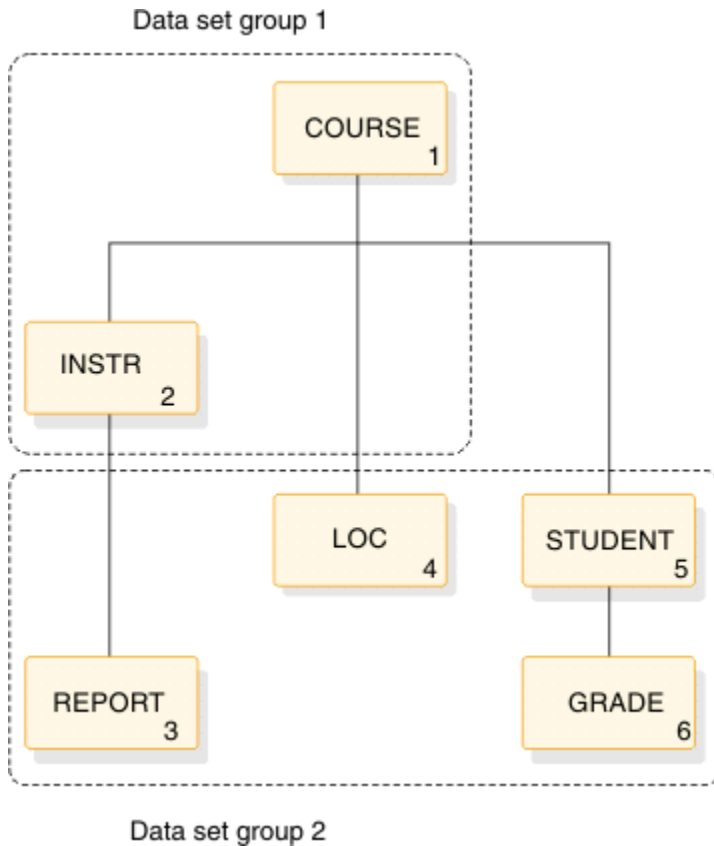 Data set group 1
COURSE
1
INSTR
2
LOC
4
STUDENT
5
REPORT
3
GRADE
6
Data set group 2